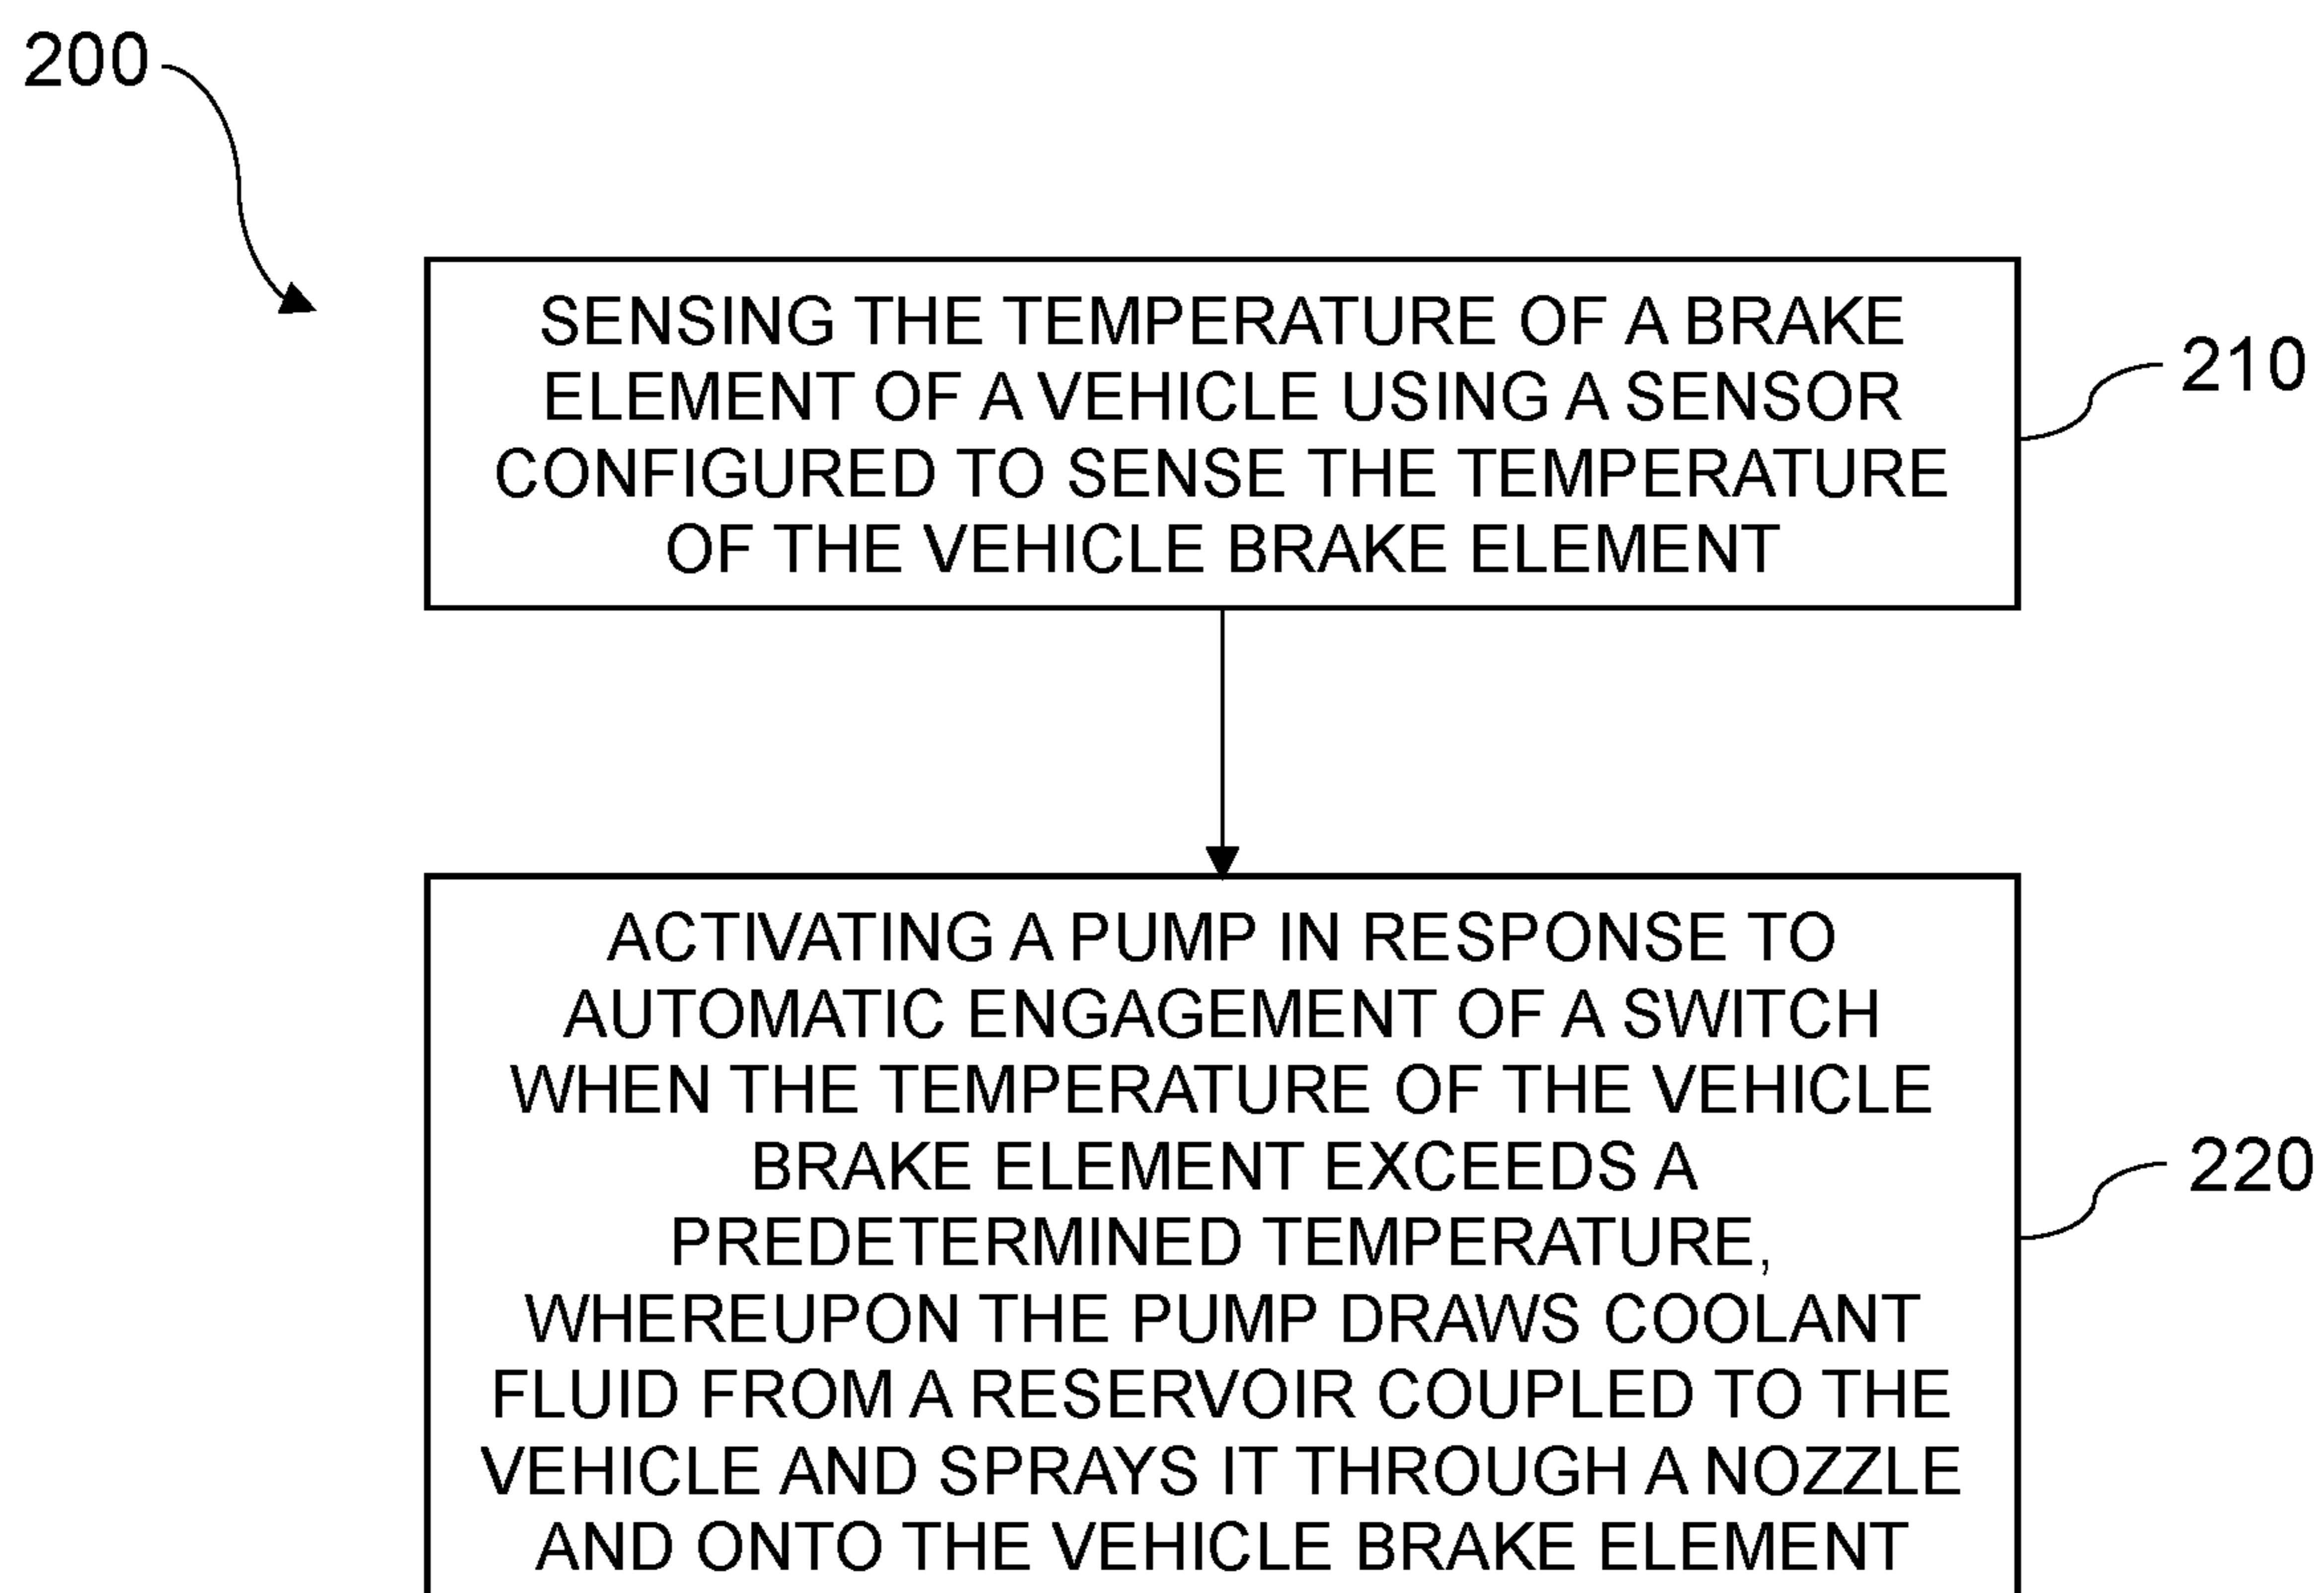 200
SENSING THE TEMPERATURE OF A BRAKE
ELEMENT OF A VEHICLE USING A SENSOR
CONFIGURED TO SENSE THE TEMPERATURE
OF THE VEHICLE BRAKE ELEMENT
210
ACTIVATING A PUMP IN RESPONSE TO
AUTOMATIC ENGAGEMENT OF A SWITCH
WHEN THE TEMPERATURE OF THE VEHICLE
BRAKE ELEMENT EXCEEDS A
PREDETERMINED TEMPERATURE,
WHEREUPON THE PUMP DRAWS COOLANT
FLUID FROM A RESERVOIR COUPLED TO THE
VEHICLE AND SPRAYS IT THROUGH A NOZZLE
AND ONTO THE VEHICLE BRAKE ELEMENT
220